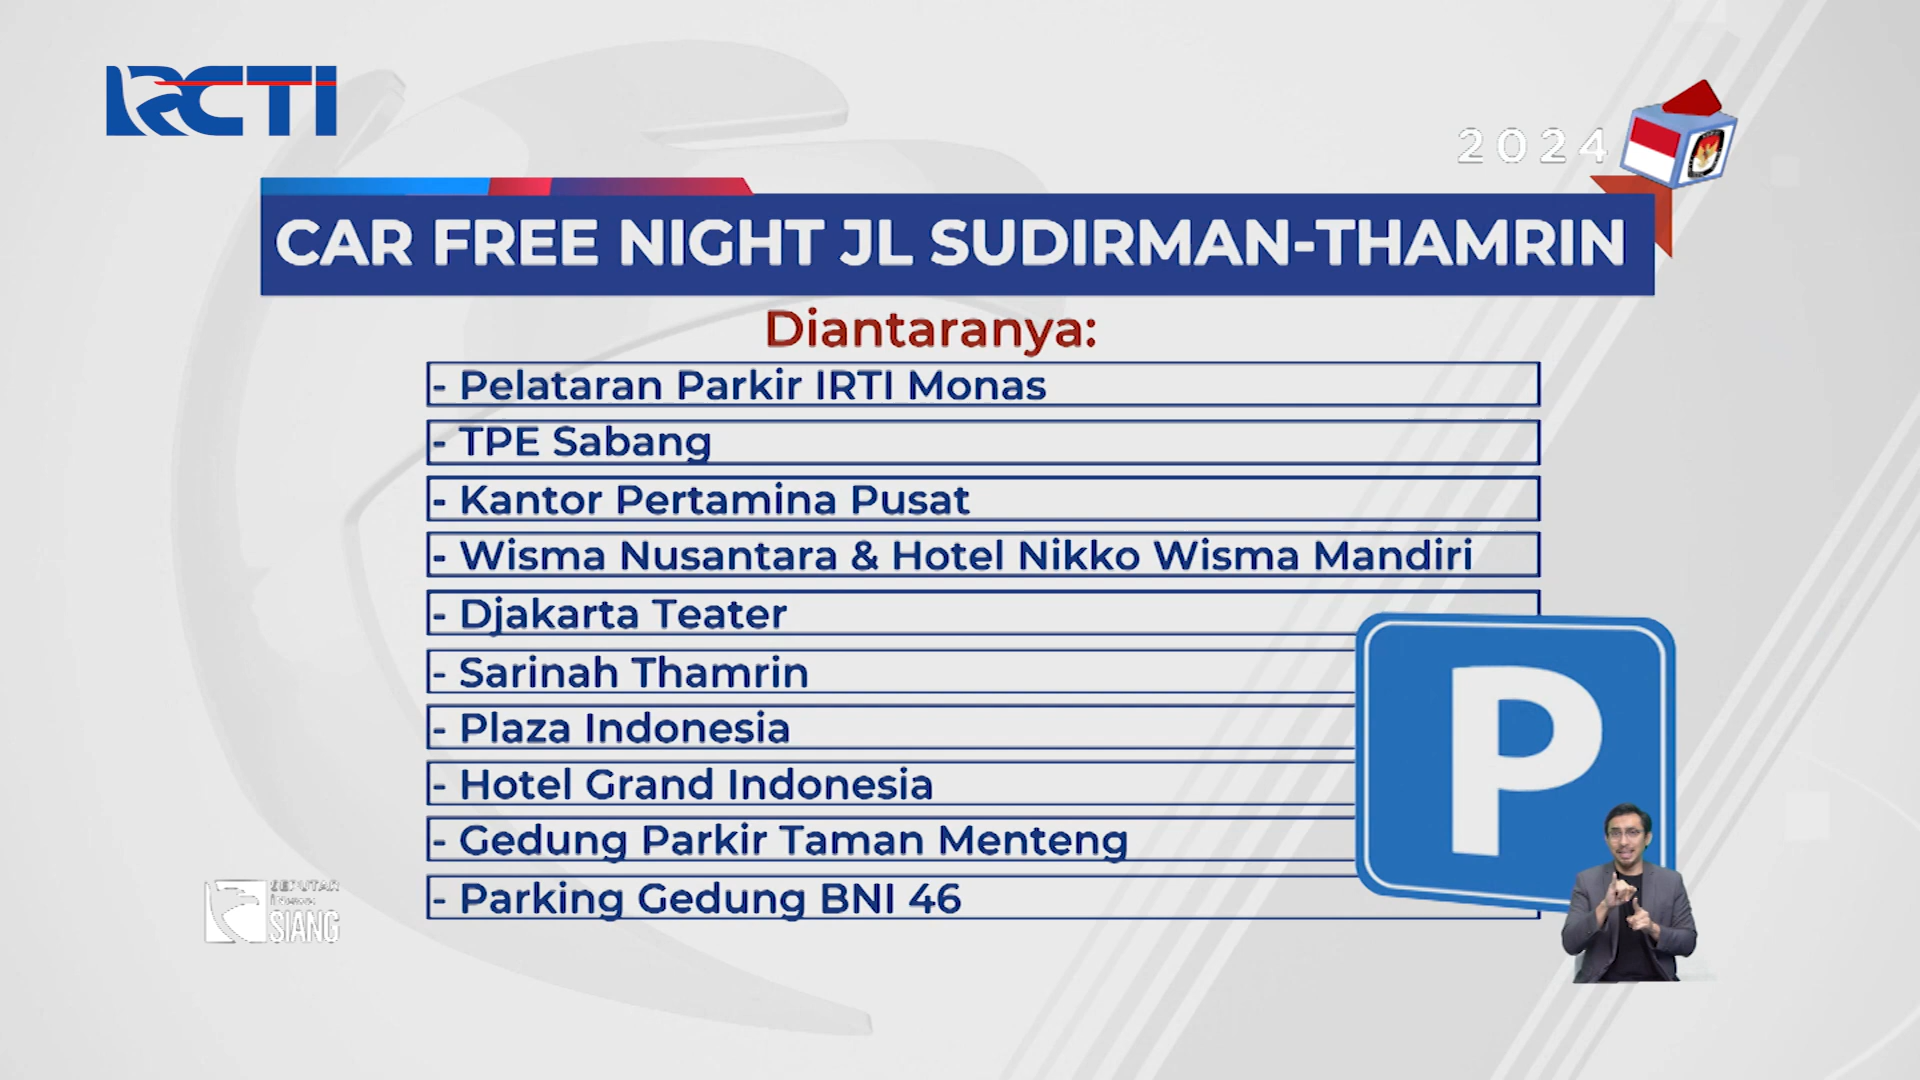 RCTI
2024
CAR FREE NIGHT JL SUDIRMAN-THAMRIN
Diantaranya:
- Pelataran Parkir IRTI Monas
- TPE Sabang
- Kantor Pertamina Pusat
- Wisma Nusantara & Hotel Nikko Wisma Mandiri
- Djakarta Teater
- Sarinah Thamrin
- Plaza Indonesia
- Hotel Grand Indonesia
- Gedung Parkir Taman Menteng
- Parking Gedung BNI 46
P
SEPUTAR
iNews
SIANG